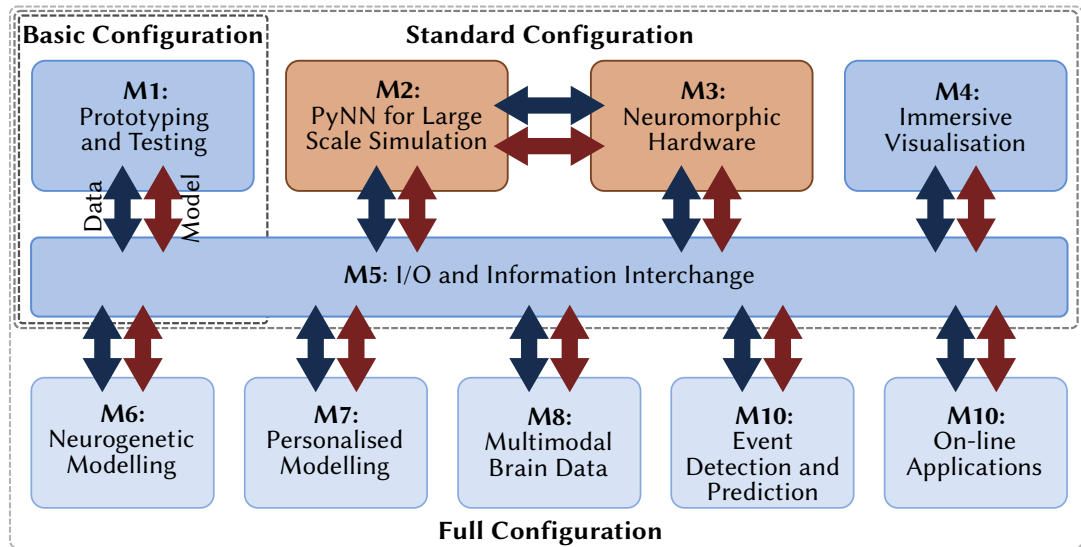 Basic Configuration
Standard Configuration
M1:
Prototyping
and Testing
M2:
PyNN for Large
Scale Simulation
M3:
Neuromorphic
Hardware
M4:
Immersive
Visualisation
Data
Model
M5: I/O and Information Interchange
M6:
Neurogenetic
Modelling
M7:
Personalised
Modelling
M8:
Multimodal
Brain Data
M10:
Event
Detection and
Prediction
M10:
On-line
Applications
Full Configuration